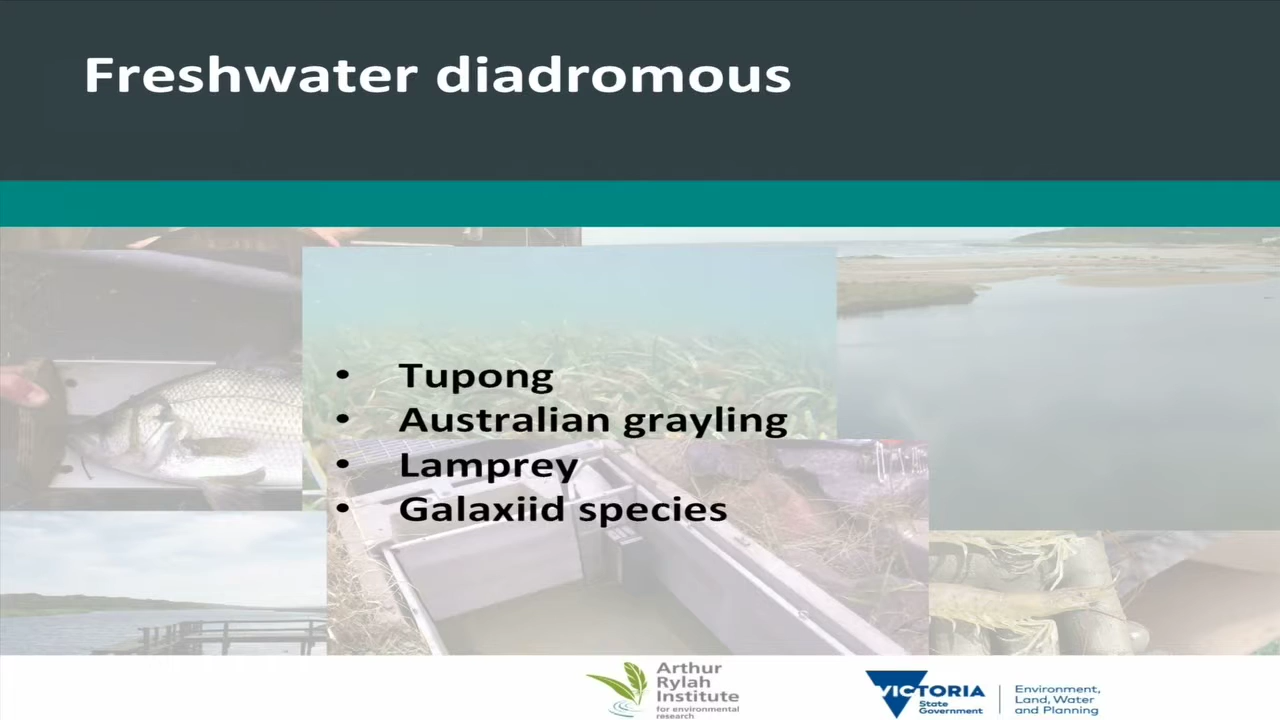 Freshwater diadromous
• Tupong
• Australian grayling
• Lamprey
• Galaxiid species
Arthur
Rylah
Institute
for environmental
research
VICTORIA
State
Government
Environment,
Land, Water
and Planning